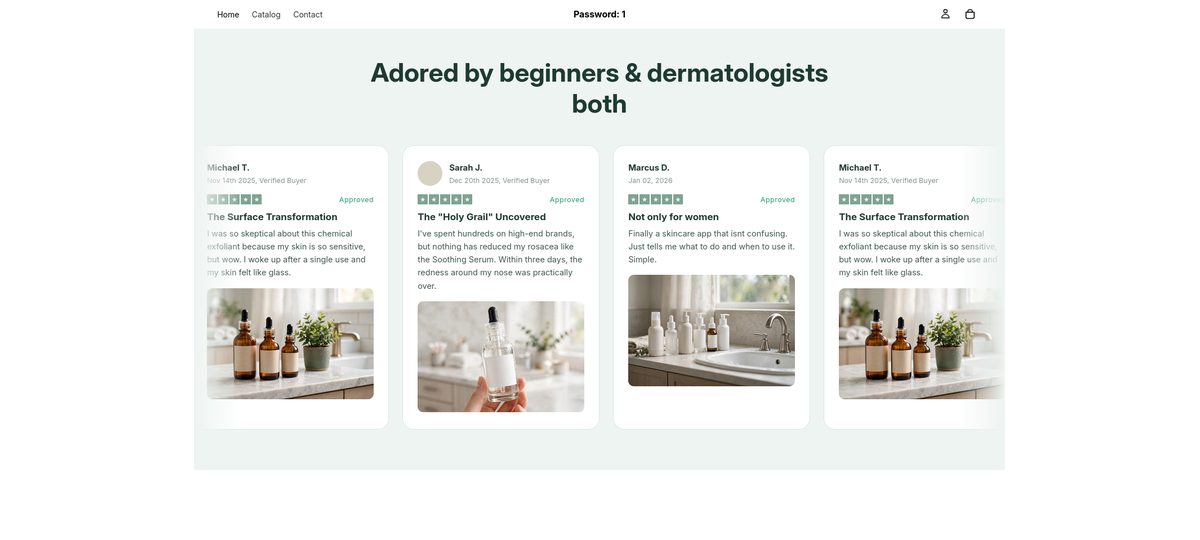 Home Catalog Contact Password: 1
Adored by beginners & dermatologists
both
Michael T.
Nov 14th 2025, Verified Buyer
Approved
The Surface Transformation
I was so skeptical about this chemical
exfoliant because my skin is so sensitive,
but wow. I woke up after a single use and
my skin felt like glass.
Sarah J.
Dec 20th 2025, Verified Buyer
Approved
The "Holy Grail" Uncovered
I've spent hundreds on high-end brands,
but nothing has reduced my rosacea like
the Soothing Serum. Within three days, the
redness around my nose was practically
over.
Marcus D.
Jan 02, 2026
Approved
Not only for women
Finally a skincare app that isnt confusing.
Just tells me what to do and when to use it.
Simple.
Michael T.
Nov 14th 2025, Verified Buyer
Approved
The Surface Transformation
I was so skeptical about this chemical
exfoliant because my skin is so sensitive,
but wow. I woke up after a single use and
my skin felt like glass.